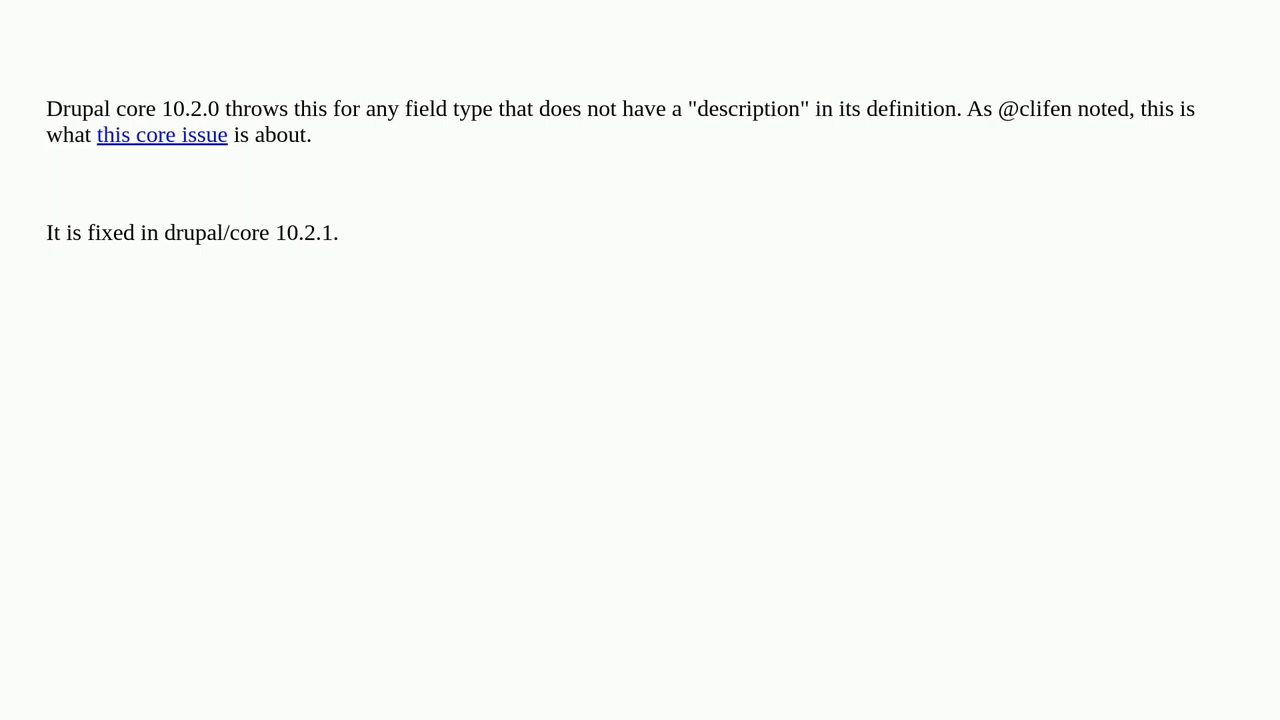 Drupal core 10.2.0 throws this for any field type that does not have a "description" in its definition. As @clifen noted, this is
what this core issue is about.
It is fixed in drupal/core 10.2.1.